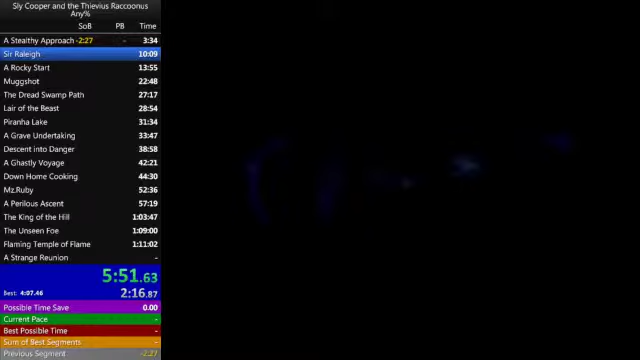 Sly Cooper and the Thievius Raccoonus
Any%
SoB PB Time
A Stealthy Approach -2:27 - 3:34
Sir Raleigh 10:09
A Rocky Start 13:55
Muggshot 22:48
The Dread Swamp Path 27:17
Lair of the Beast 28:54
Piranha Lake 31:34
A Grave Undertaking 33:47
Descent into Danger 38:58
A Ghastly Voyage 42:21
Down Home Cooking 44:30
Mz.Ruby 52:36
A Perilous Ascent 57:19
The King of the Hill 1:03:47
The Unseen Foe 1:09:00
Flaming Temple of Flame 1:11:02
A Strange Reunion -
5:51.63
Best: 4:07.46 2:16.87
Possible Time Save 0.00
Current Pace -
Best Possible Time -
Sum of Best Segments -
Previous Segment -2:27